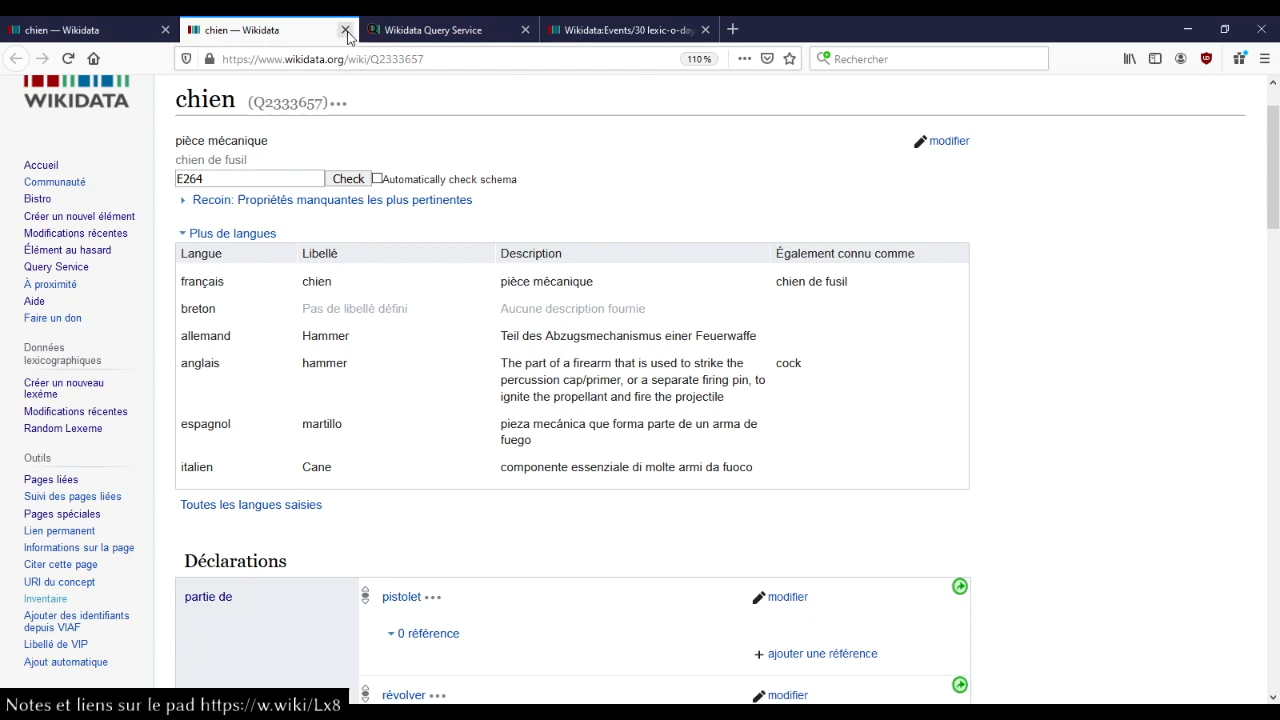 chien — Wikidata
chien — Wikidata
Wikidata Query Service
Wikidata:Events/30 lexic-o-day
https://www.wikidata.org/wiki/Q2333657
110 %
Rechercher
WIKIDATA
Accueil
Communauté
Bistro
Créer un nouvel élément
Modifications récentes
Élément au hasard
Query Service
À proximité
Aide
Faire un don
Données
lexicographiques
Créer un nouveau
lexème
Modifications récentes
Random Lexeme
Outils
Pages liées
Suivi des pages liées
Pages spéciales
Lien permanent
Informations sur la page
Citer cette page
URI du concept
Inventaire
Ajouter des identifiants
depuis VIAF
Libellé de VIP
Ajout automatique
chien (Q2333657)
pièce mécanique
modifier
chien de fusil
E264 Check Automatically check schema
Recoin: Propriétés manquantes les plus pertinentes
Plus de langues
Langue Libellé Description Également connu comme
français chien pièce mécanique chien de fusil
breton Pas de libellé défini Aucune description fournie
allemand Hammer Teil des Abzugsmechanismus einer Feuerwaffe
anglais hammer The part of a firearm that is used to strike the cock
percussion cap/primer, or a separate firing pin, to
ignite the propellant and fire the projectile
espagnol martillo pieza mecánica que forma parte de un arma de
fuego
italien Cane componente essenziale di molte armi da fuoco
Toutes les langues saisies
Déclarations
partie de pistolet modifier
0 référence
+ ajouter une référence
révolver modifier
Notes et liens sur le pad https://w.wiki/Lx8